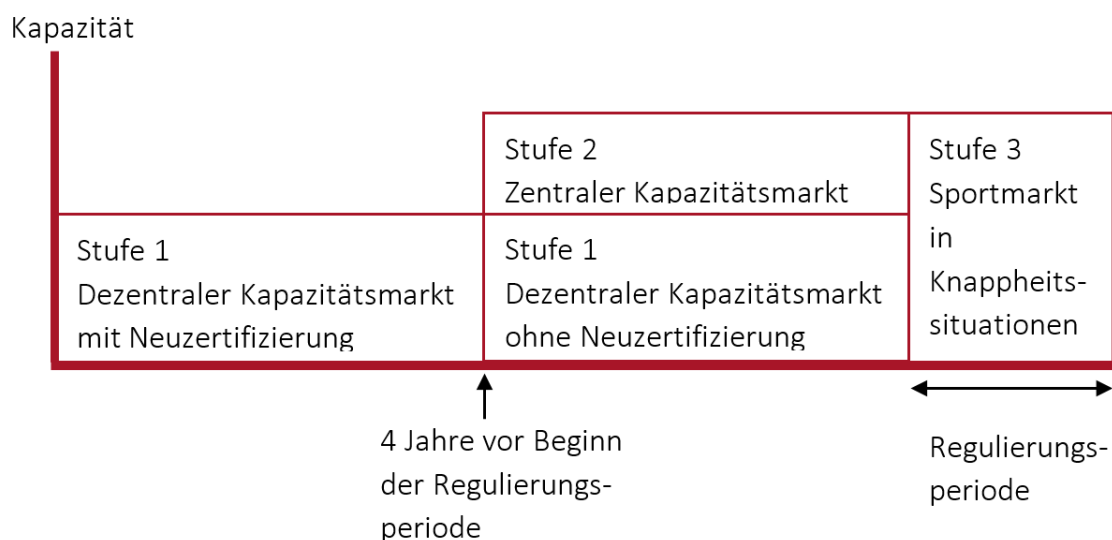 Kapazität
Stufe 2
Zentraler Kapazitätsmarkt
Stufe 3
Sportmarkt
in
Knappheits-
situationen
Stufe 1
Dezentraler Kapazitätsmarkt
mit Neuzertifizierung
Stufe 1
Dezentraler Kapazitätsmarkt
ohne Neuzertifizierung
4 Jahre vor Beginn
der Regulierungs-
periode
Regulierungs-
periode